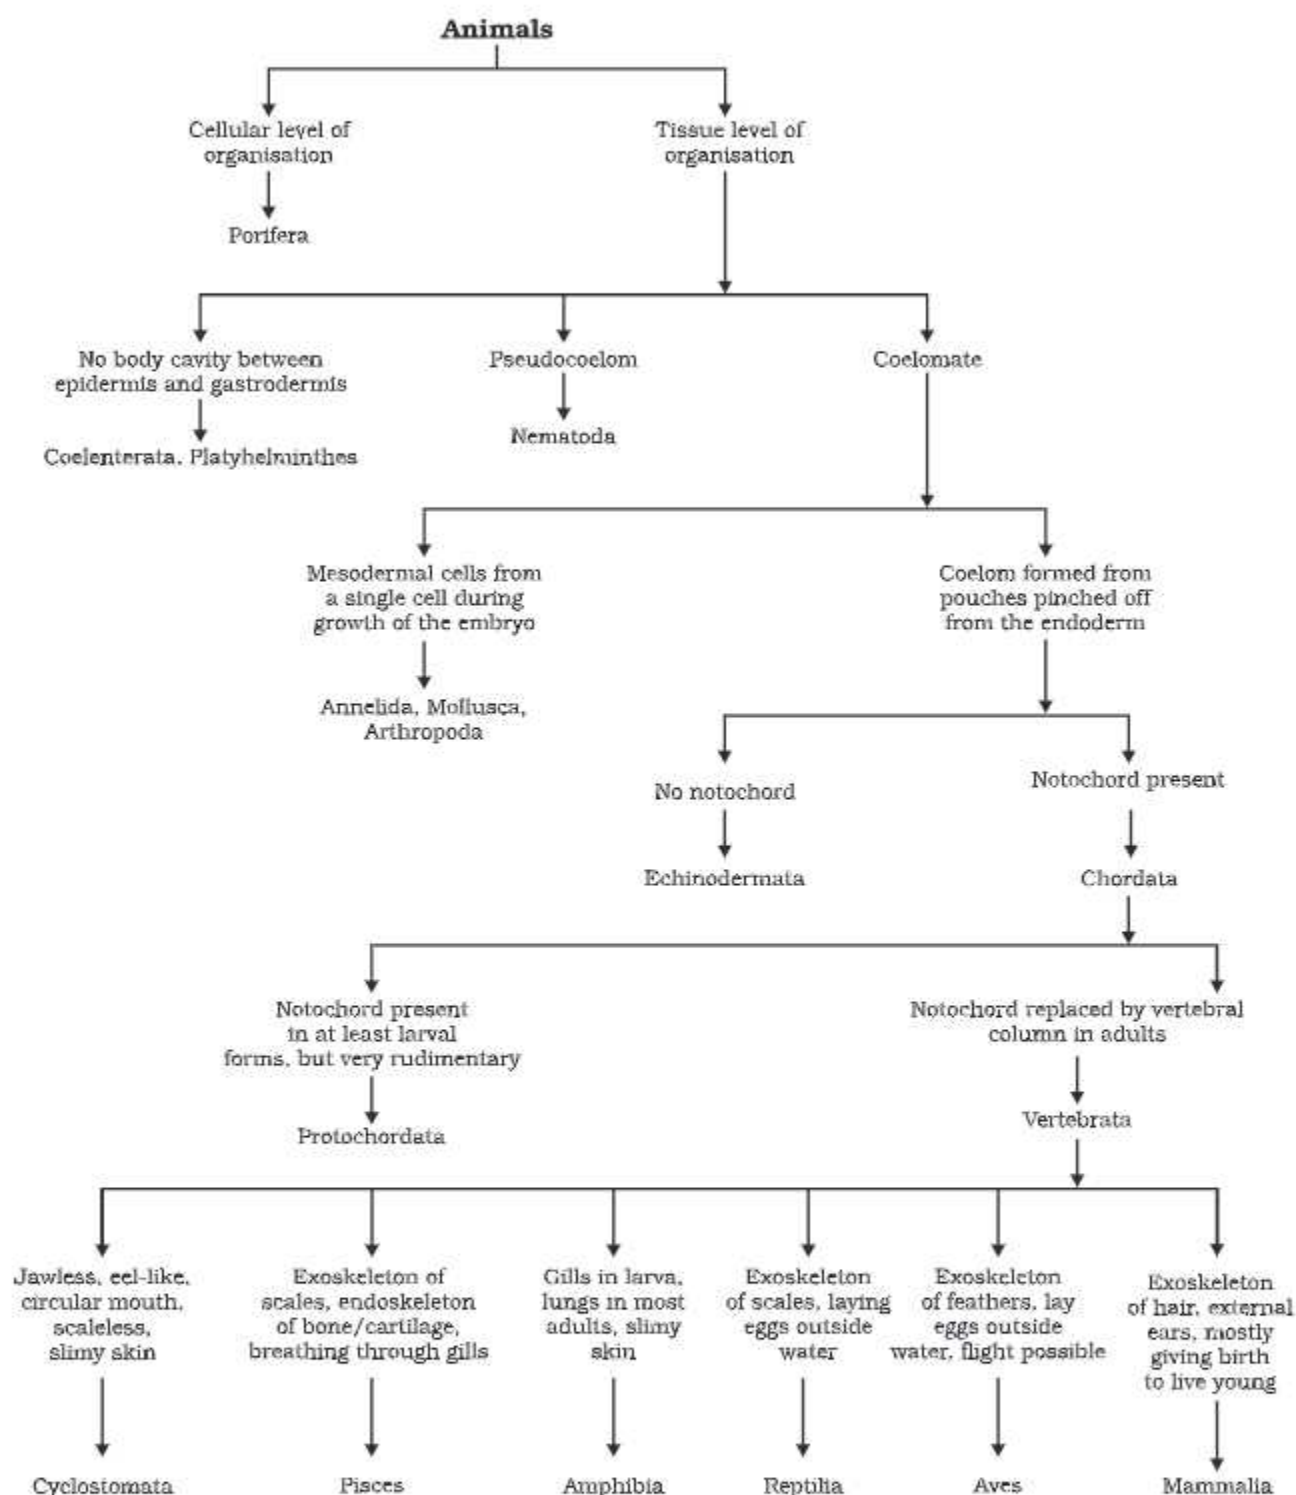 Animals
Cellular level of
organisation
Tissue level of
organisation
Porifera
No body cavity between
epidermis and gastrodermis
Pseudocoelom
Coelomate
Nematoda
Coelenterata, Platyhelminthes
Mesodermal cells from
a single cell during
growth of the embryo
Coelom formed from
pouches pinched off
from the endoderm
Annelida, Mollusca,
Arthropoda
No notochord
Notochord present
Echinodermata
Chordata
Notochord present
in at least larval
forms, but very rudimentary
Notochord replaced by vertebral
column in adults
Protochordata
Vertebrata
Jawless, eel-like,
circular mouth,
scaleless,
slimy skin
Exoskeleton of
scales, endoskeleton
of bone/cartilage,
breathing through gills
Gills in larva,
lungs in most
adults, slimy
skin
Exoskeleton
of scales, laying
eggs outside
water
Exoskeleton
of feathers, lay
eggs outside
water, flight possible
Exoskeleton
of hair, external
ears, mostly
giving birth
to live young
Cyclostomata
Pisces
Amphibia
Reptilia
Aves
Mammalia